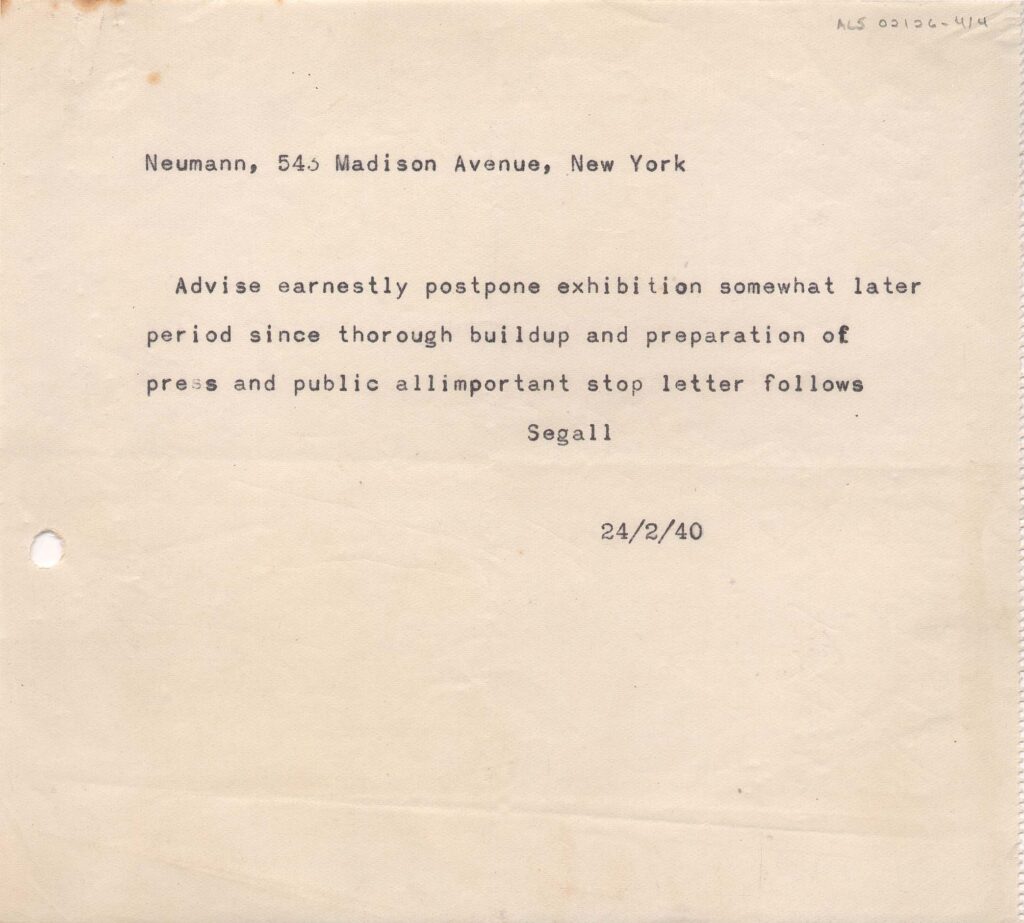 ALS 02126-4/4
Neumann, 543 Madison Avenue, New York
Advise earnestly postpone exhibition somewhat later
period since thorough buildup and preparation of
press and public allimportant stop letter follows
Segall
24/2/40